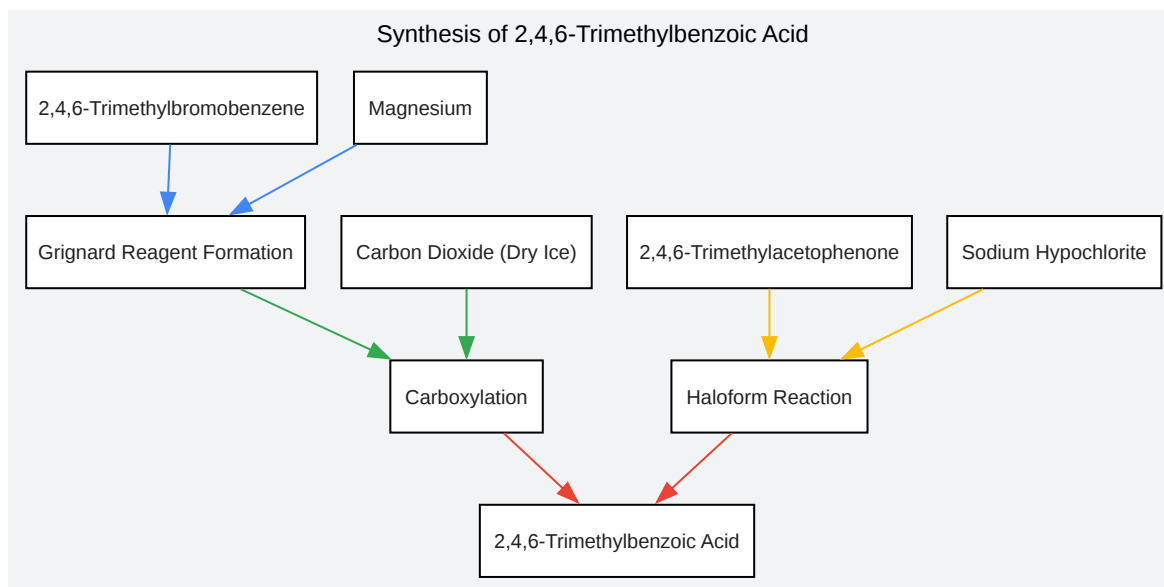 Synthesis of 2,4,6-Trimethylbenzoic Acid
2,4,6-Trimethylbromobenzene
Magnesium
Grignard Reagent Formation
Carbon Dioxide (Dry Ice)
2,4,6-Trimethylacetophenone
Sodium Hypochlorite
Carboxylation
Haloform Reaction
2,4,6-Trimethylbenzoic Acid